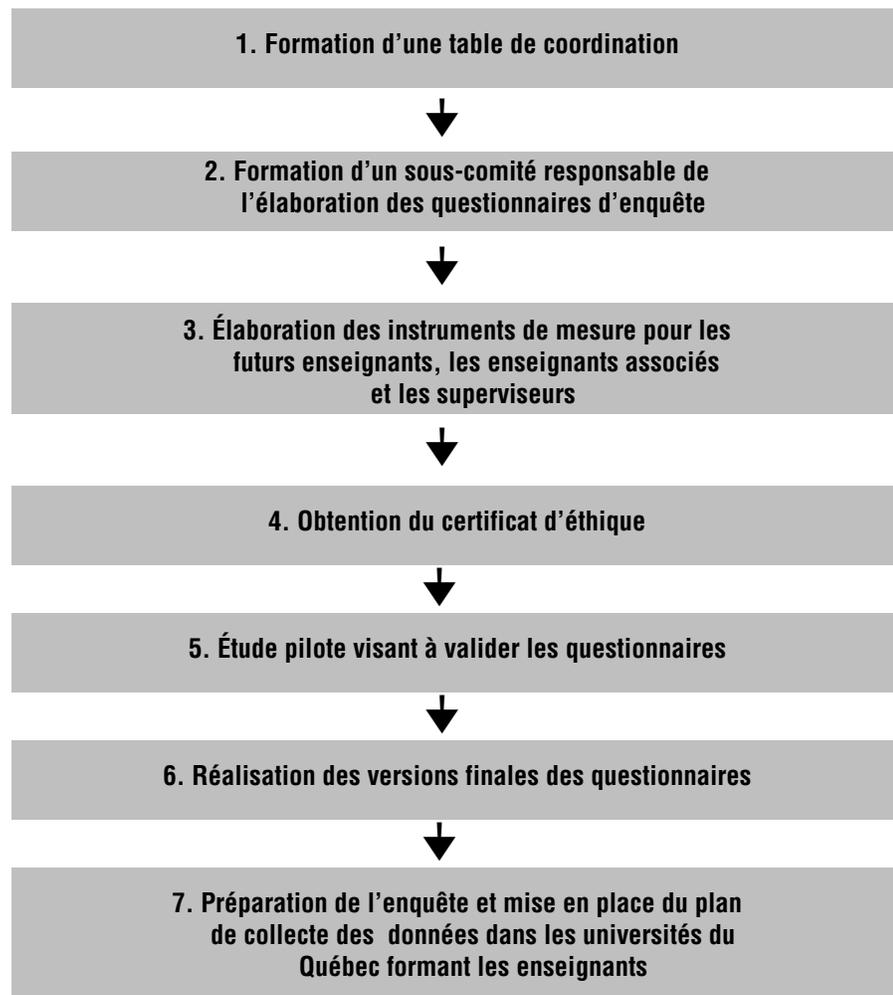 1. Formation d’une table de coordination
2. Formation d’un sous-comité responsable de
l’élaboration des questionnaires d’enquête
3. Élaboration des instruments de mesure pour les
futurs enseignants, les enseignants associés
et les superviseurs
4. Obtention du certificat d’éthique
5. Étude pilote visant à valider les questionnaires
6. Réalisation des versions finales des questionnaires
7. Préparation de l’enquête et mise en place du plan
de collecte des données dans les universités du
Québec formant les enseignants